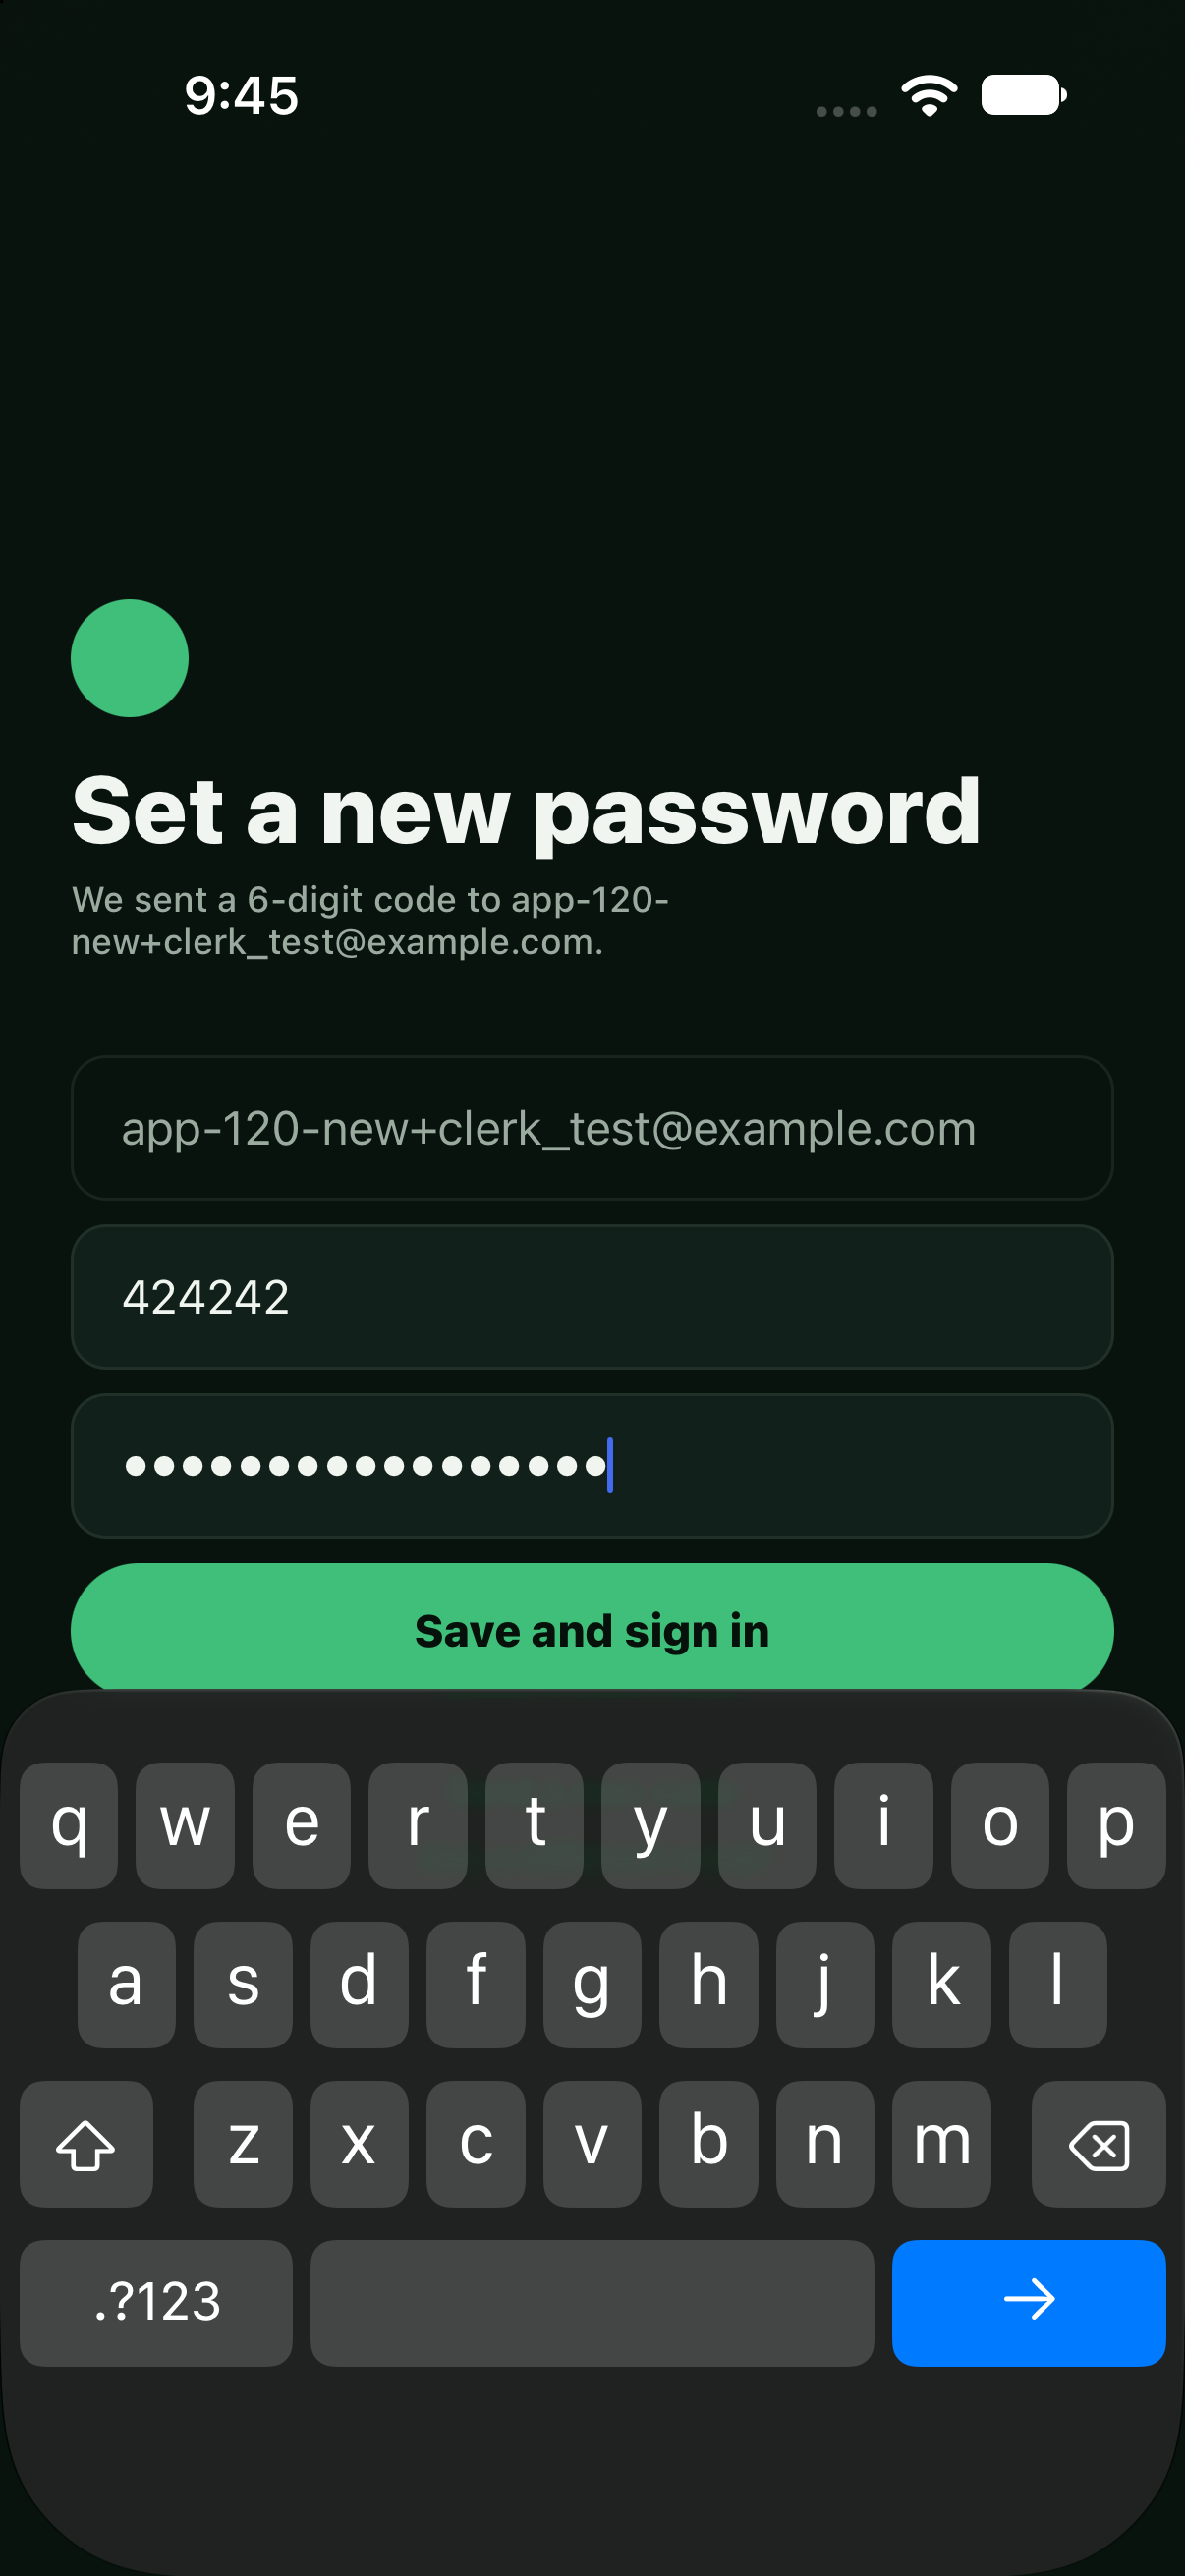 9:45
Set a new password
We sent a 6-digit code to app-120-
new+clerk_test@example.com.
app-120-new+clerk_test@example.com
424242
•••••••••••••••••
Save and sign in
q w e r t y u i o p
a s d f g h j k l
z x c v b n m
.?123